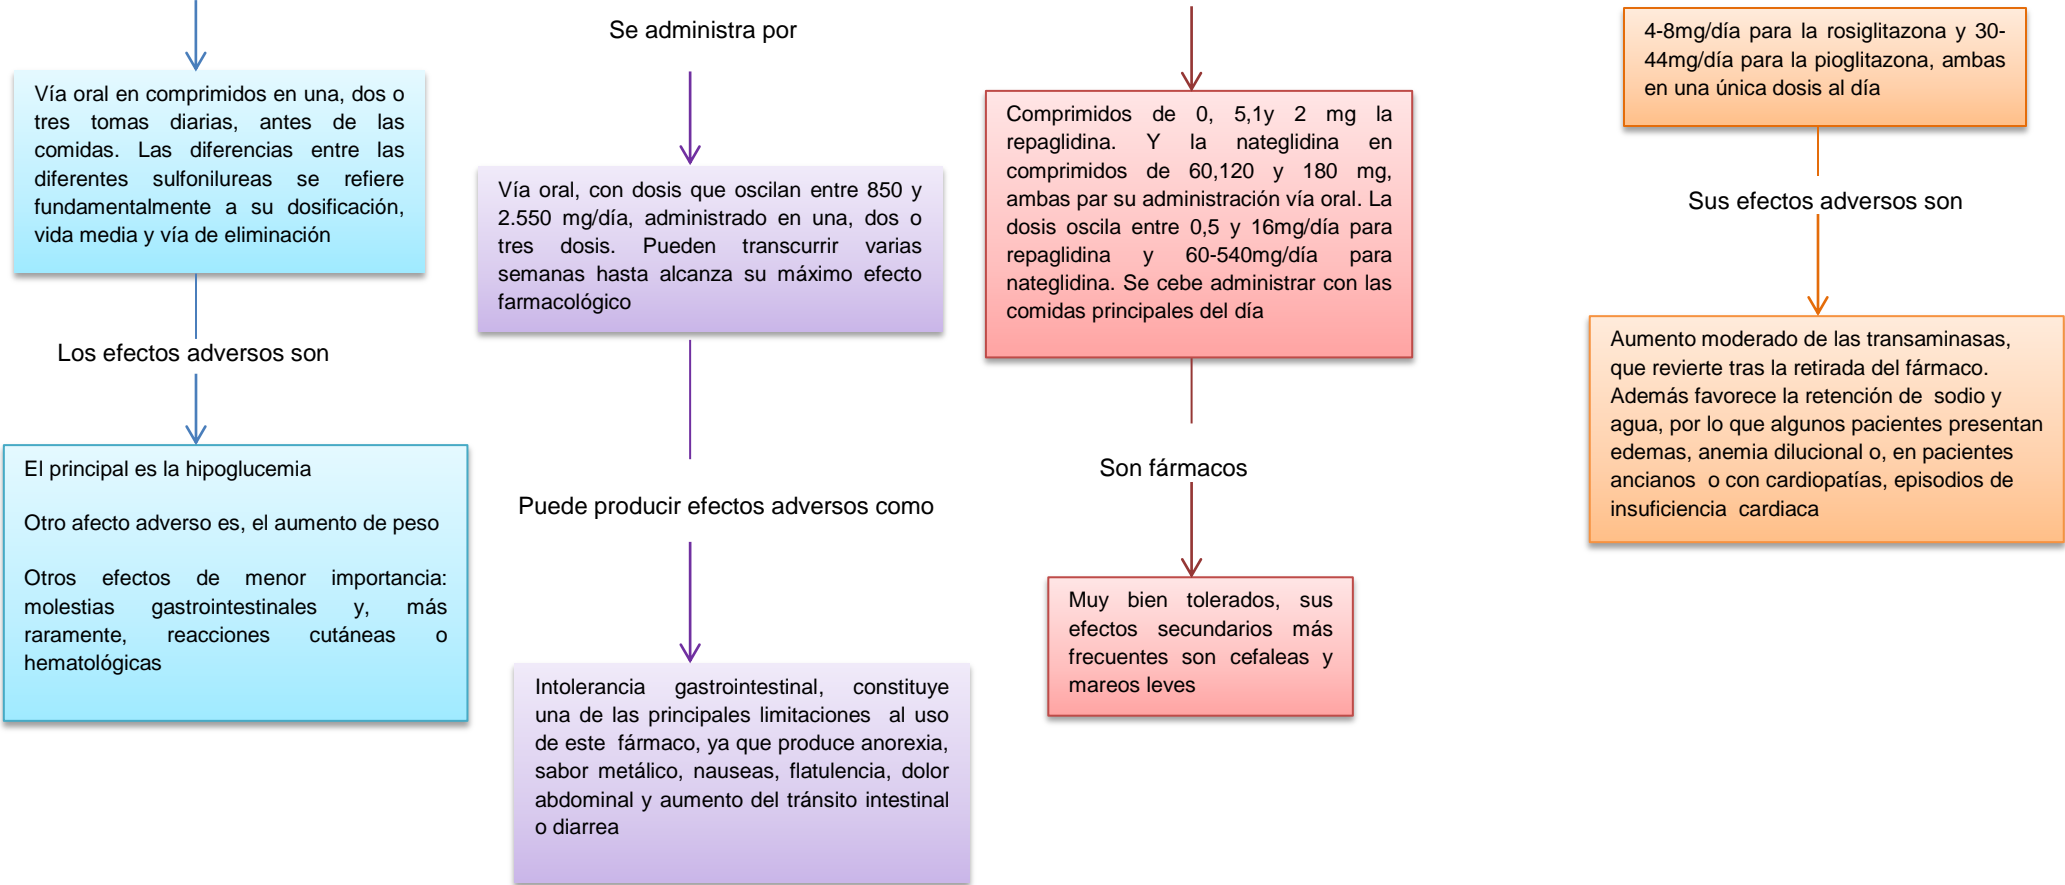 Vía oral en comprimidos en una, dos o
tres tomas diarias, antes de las
comidas. Las diferencias entre las
diferentes sulfonilureas se refiere
fundamentalmente a su dosificación,
vida media y vía de eliminación
Los efectos adversos son
El principal es la hipoglucemia
Otro afecto adverso es, el aumento de peso
Otros efectos de menor importancia:
molestias gastrointestinales y, más
raramente, reacciones cutáneas o
hematológicas
Se administra por
Vía oral, con dosis que oscilan entre 850 y
2.550 mg/día, administrado en una, dos o
tres dosis. Pueden transcurrir varias
semanas hasta alcanza su máximo efecto
farmacológico
Puede producir efectos adversos como
Intolerancia gastrointestinal, constituye
una de las principales limitaciones al uso
de este fármaco, ya que produce anorexia,
sabor metálico, nauseas, flatulencia, dolor
abdominal y aumento del tránsito intestinal
o diarrea
Comprimidos de 0, 5,1y 2 mg la
repaglidina. Y la nateglidina en
comprimidos de 60,120 y 180 mg,
ambas par su administración vía oral. La
dosis oscila entre 0,5 y 16mg/día para
repaglidina y 60-540mg/día para
nateglidina. Se cebe administrar con las
comidas principales del día
Son fármacos
Muy bien tolerados, sus
efectos secundarios más
frecuentes son cefaleas y
mareos leves
4-8mg/día para la rosiglitazona y 30-
44mg/día para la pioglitazona, ambas
en una única dosis al día
Sus efectos adversos son
Aumento moderado de las transaminasas,
que revierte tras la retirada del fármaco.
Además favorece la retención de sodio y
agua, por lo que algunos pacientes presentan
edemas, anemia dilucional o, en pacientes
ancianos o con cardiopatías, episodios de
insuficiencia cardiaca